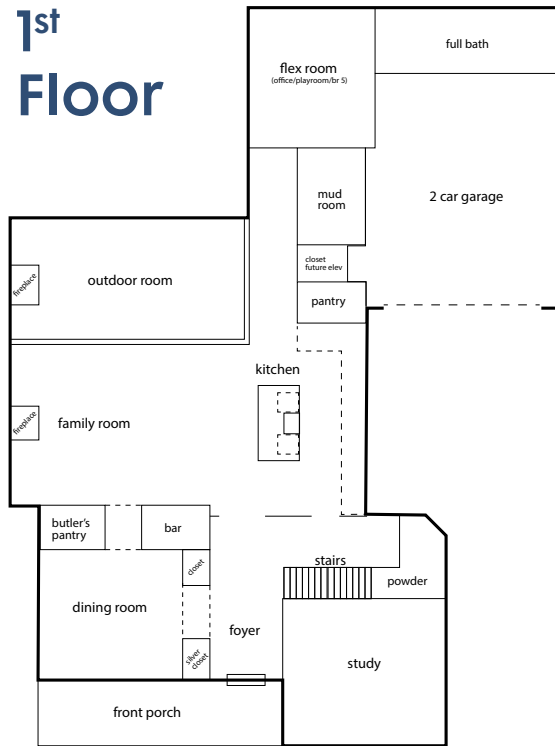 1st
Floor
flex room
(office/playroom/br 5)
full bath
mud
room
2 car garage
closet
future elev
pantry
fireplace
outdoor room
kitchen
fireplace
family room
butler's
pantry
bar
closet
stairs
powder
dining room
foyer
silver
closet
study
front porch